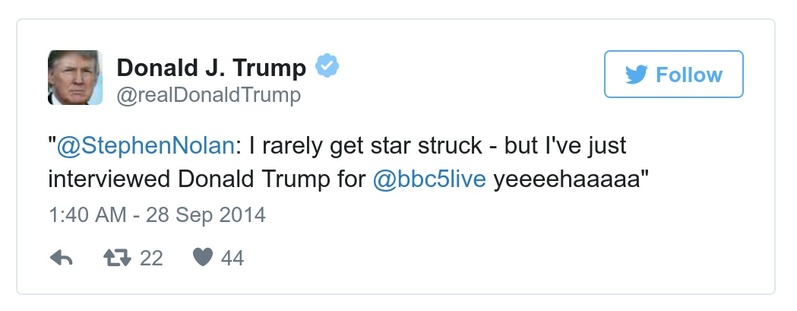 Donald J. Trump
@realDonaldTrump
Follow
"@StephenNolan: I rarely get star struck - but I've just
interviewed Donald Trump for @bbc5live yeeeehaaaaa"
1:40 AM - 28 Sep 2014
22 44